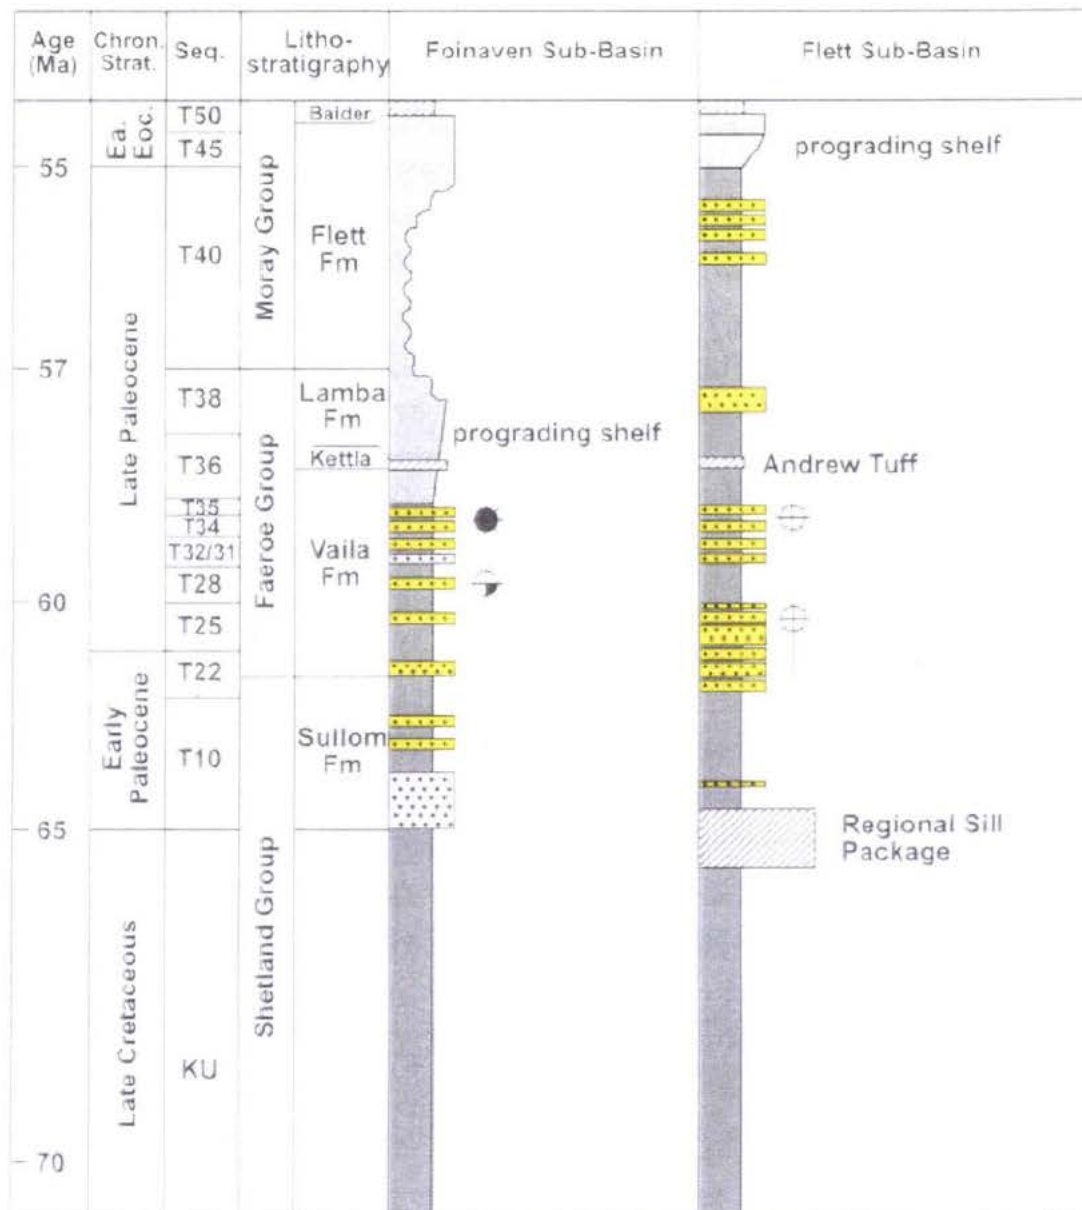 Age
(Ma)
Chron.
Strat.
Seq.
Litho-
stratigraphy
Foinaven Sub-Basin
Flett Sub-Basin
Ea.
Eoc.
T50
Balder
T45
prograding shelf
55
T40
Moray Group
Flett
Fm
Late Paleocene
57
T38
Lamba
Fm
prograding shelf
T36
Kettla
Andrew Tuff
T35
T34
Faeroe Group
T32/31
Vaila
Fm
T28
60
T25
T22
Early
Paleocene
T10
Sullom
Fm
65
Regional Sill
Package
Shetland Group
Late Cretaceous
KU
70